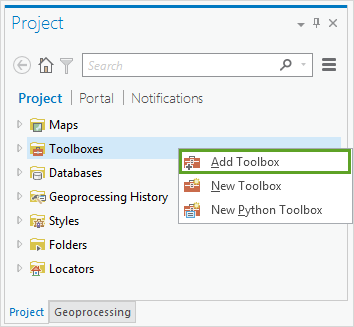 Project
Search
Project Portal Notifications
Maps
Toolboxes
Add Toolbox
Databases
New Toolbox
Geoprocessing History
New Python Toolbox
Styles
Folders
Locators
Project Geoprocessing